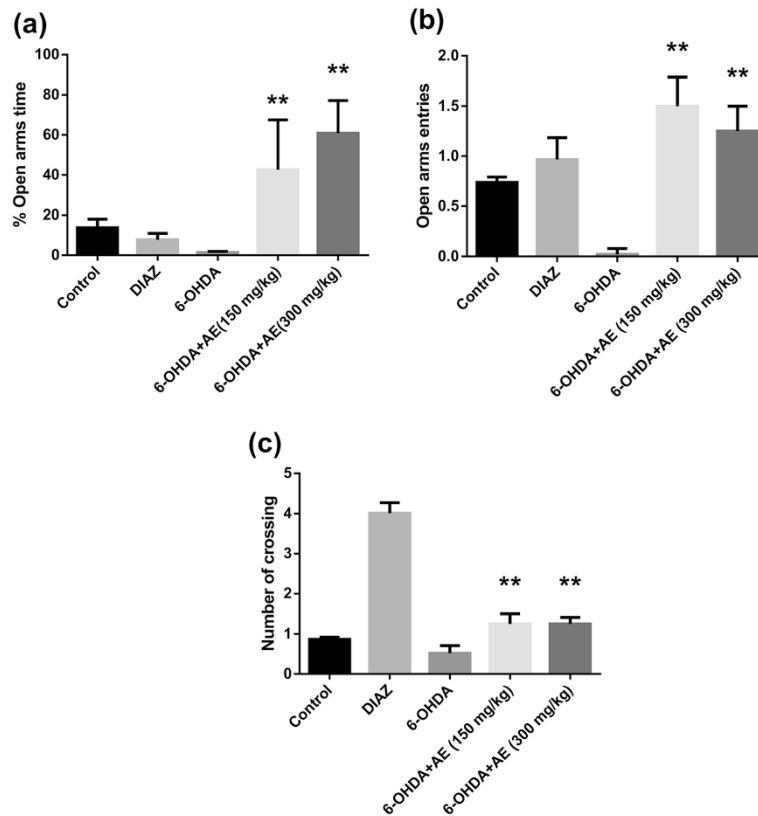 (a)
% Open arms time
100
80
60
40
20
0
**
**
Control
DIAZ
6-OHDA
6-OHDA+AE(150 mg/kg)
6-OHDA+AE(300 mg/kg)
(b)
Open arms entries
2.0
1.5
1.0
0.5
0.0
**
**
Control
DIAZ
6-OHDA
6-OHDA+AE (150 mg/kg)
6-OHDA+AE (300 mg/kg)
(c)
Number of crossing
5
4
3
2
1
0
**
**
Control
DIAZ
6-OHDA
6-OHDA+AE (150 mg/kg)
6-OHDA+AE (300 mg/kg)